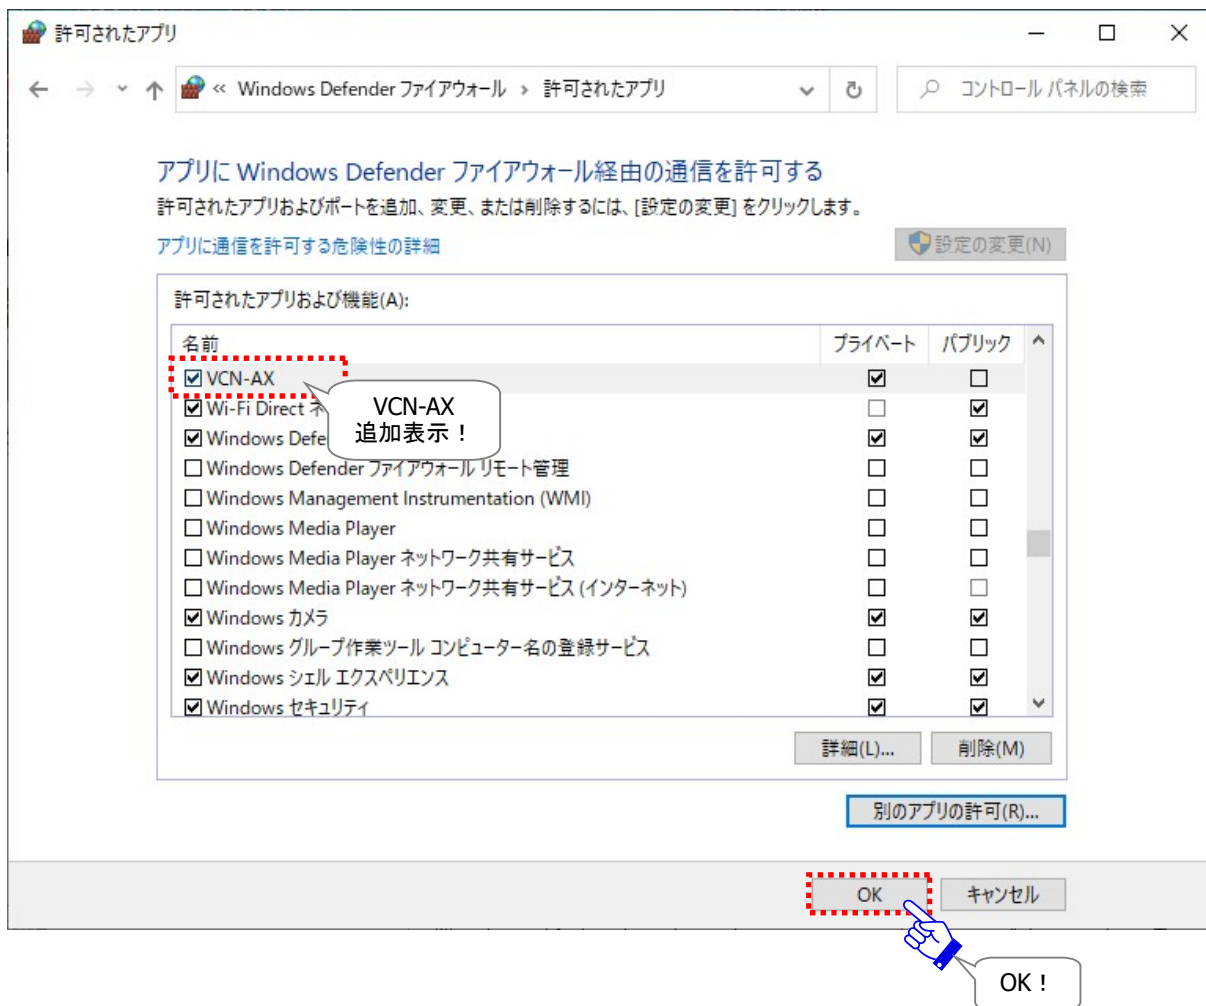 許可されたアプリ
« Windows Defender ファイアウォール › 許可されたアプリ
コントロール パネルの検索
アプリに Windows Defender ファイアウォール経由の通信を許可する
許可されたアプリおよびポートを追加、変更、または削除するには、[設定の変更] をクリックします。
アプリに通信を許可する危険性の詳細
設定の変更(N)
許可されたアプリおよび機能(A):
名前 プライベート パブリック
VCN-AX
VCN-AX
追加表示！
Wi-Fi Direct
Windows Defe
Windows Defender ファイアウォール リモート管理
Windows Management Instrumentation (WMI)
Windows Media Player
Windows Media Player ネットワーク共有サービス
Windows Media Player ネットワーク共有サービス (インターネット)
Windows カメラ
Windows グループ作業ツール コンピューター名の登録サービス
Windows シェル エクスペリエンス
Windows セキュリティ
詳細(L)... 削除(M)
別のアプリの許可(R)...
OK キャンセル
OK！